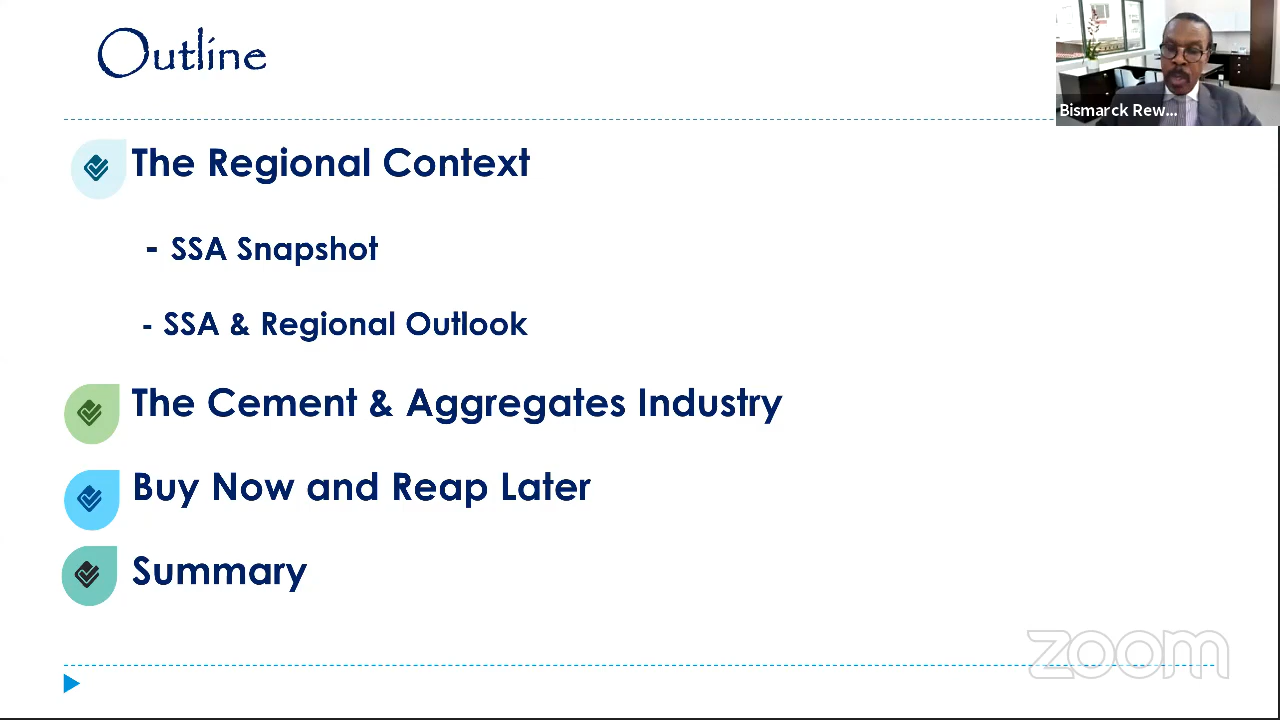 Outline
Bismarck Rew...
The Regional Context
- SSA Snapshot
- SSA & Regional Outlook
The Cement & Aggregates Industry
Buy Now and Reap Later
Summary
zoom